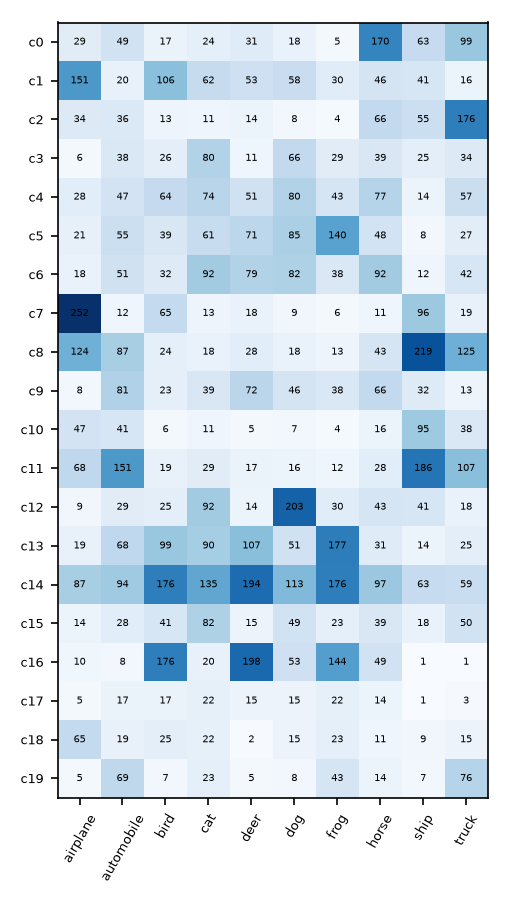 c0 29 49 17 24 31 18 5 170 63 99
c1 151 20 106 62 53 58 30 46 41 16
c2 34 36 13 11 14 8 4 66 55 176
c3 6 38 26 80 11 66 29 39 25 34
c4 28 47 64 74 51 80 43 77 14 57
c5 21 55 39 61 71 85 140 48 8 27
c6 18 51 32 92 79 82 38 92 12 42
c7 252 12 65 13 18 9 6 11 96 19
c8 124 87 24 18 28 18 13 43 219 125
c9 8 81 23 39 72 46 38 66 32 13
c10 47 41 6 11 5 7 4 16 95 38
c11 68 151 19 29 17 16 12 28 186 107
c12 9 29 25 92 14 203 30 43 41 18
c13 19 68 99 90 107 51 177 31 14 25
c14 87 94 176 135 194 113 176 97 63 59
c15 14 28 41 82 15 49 23 39 18 50
c16 10 8 176 20 198 53 144 49 1 1
c17 5 17 17 22 15 15 22 14 1 3
c18 65 19 25 22 2 15 23 11 9 15
c19 5 69 7 23 5 8 43 14 7 76
airplane automobile bird cat deer dog frog horse ship truck